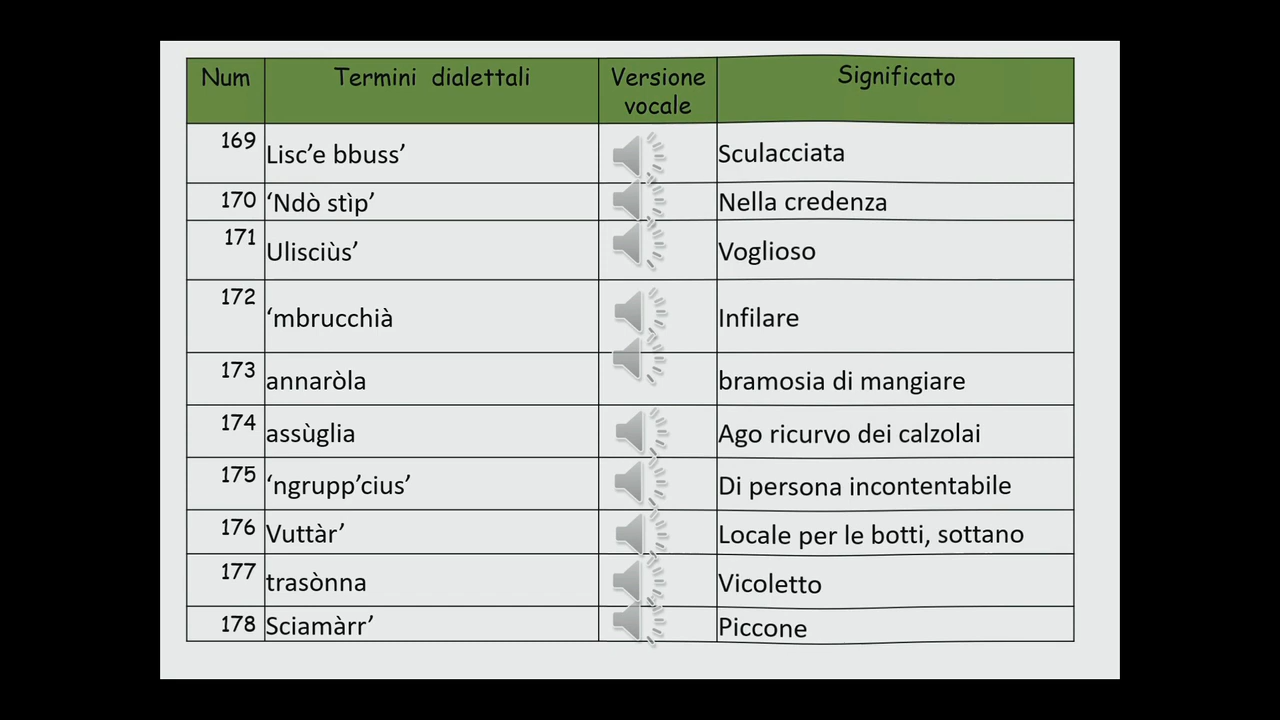 Num Termini dialettali Versione vocale Significato
169 Lisc’e bbuss’ Sculacciata
170 ‘Ndò stìp’ Nella credenza
171 Ulisciùs’ Voglioso
172 ‘mbrucchià Infilare
173 annaròla bramosia di mangiare
174 assùglia Ago ricurvo dei calzolai
175 ‘ngrupp’cius’ Di persona incontentabile
176 Vuttàr’ Locale per le botti, sottano
177 trasònna Vicoletto
178 Sciamàrr’ Piccone